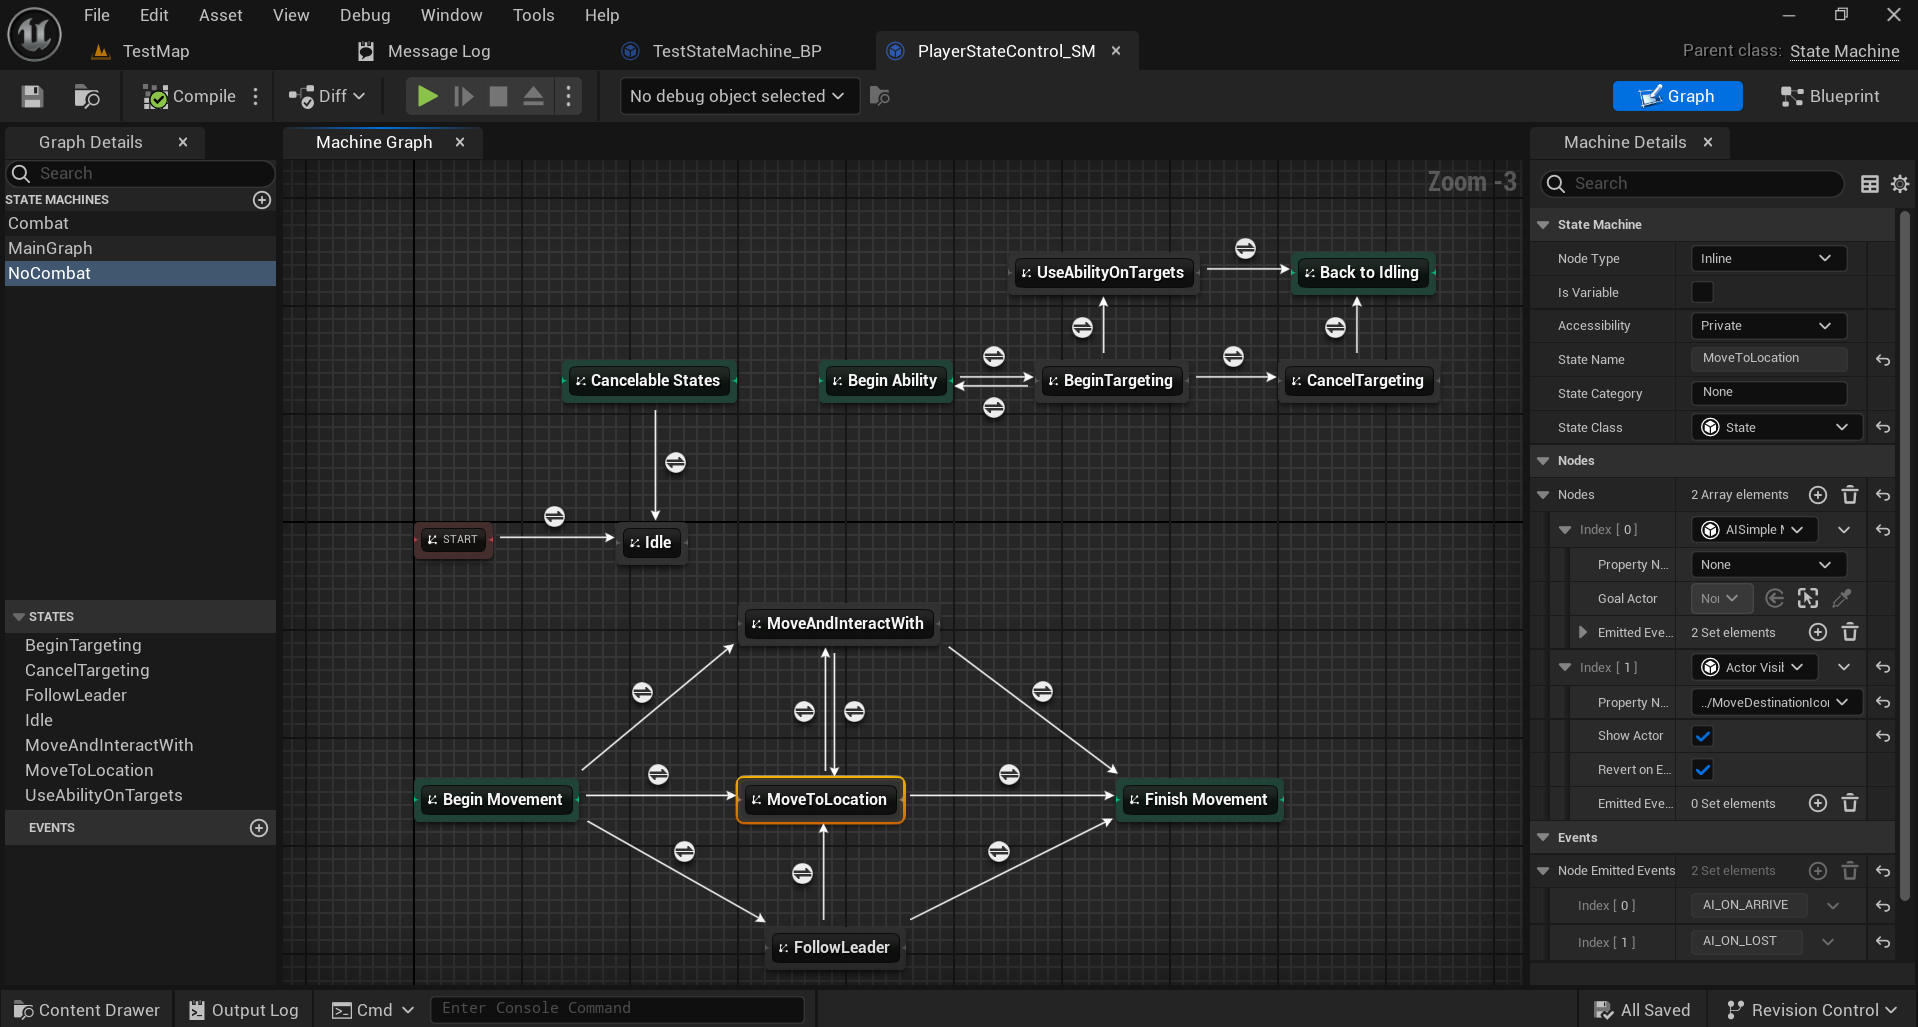 File Edit Asset View Debug Window Tools Help
TestMap Message Log TestStateMachine_BP PlayerStateControl_SM Parent class: State Machine
Compile Diff No debug object selected Graph Blueprint
Graph Details
Search
STATE MACHINES
Combat
MainGraph
NoCombat
STATES
BeginTargeting
CancelTargeting
FollowLeader
Idle
MoveAndInteractWith
MoveToLocation
UseAbilityOnTargets
EVENTS
Machine Graph
Zoom -3
UseAbilityOnTargets Back to Idling
Cancelable States Begin Ability BeginTargeting CancelTargeting
START Idle
MoveAndInteractWith
Begin Movement MoveToLocation Finish Movement
FollowLeader
Machine Details
Search
State Machine
Node Type Inline
Is Variable
Accessibility Private
State Name MoveToLocation
State Category None
State Class State
Nodes
Nodes 2 Array elements
Index [ 0 ] AISimple M
Property N... None
Goal Actor Noi
Emitted Eve... 2 Set elements
Index [ 1 ] Actor Visil
Property N... ../MoveDestinationIcon
Show Actor
Revert on E...
Emitted Eve... 0 Set elements
Events
Node Emitted Events 2 Set elements
Index [ 0 ] AI_ON_ARRIVE
Index [ 1 ] AI_ON_LOST
Content Drawer Output Log Cmd Enter Console Command All Saved Revision Control